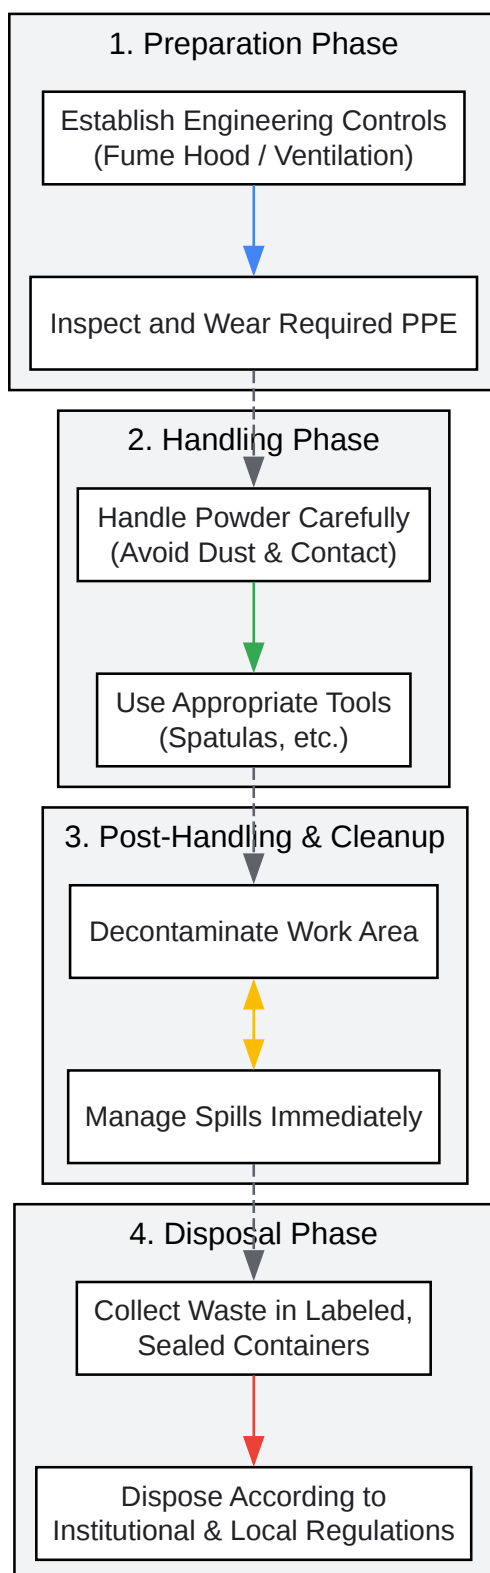 1. Preparation Phase
Establish Engineering Controls
(Fume Hood / Ventilation)
Inspect and Wear Required PPE
2. Handling Phase
Handle Powder Carefully
(Avoid Dust & Contact)
Use Appropriate Tools
(Spatulas, etc.)
3. Post-Handling & Cleanup
Decontaminate Work Area
Manage Spills Immediately
4. Disposal Phase
Collect Waste in Labeled,
Sealed Containers
Dispose According to
Institutional & Local Regulations